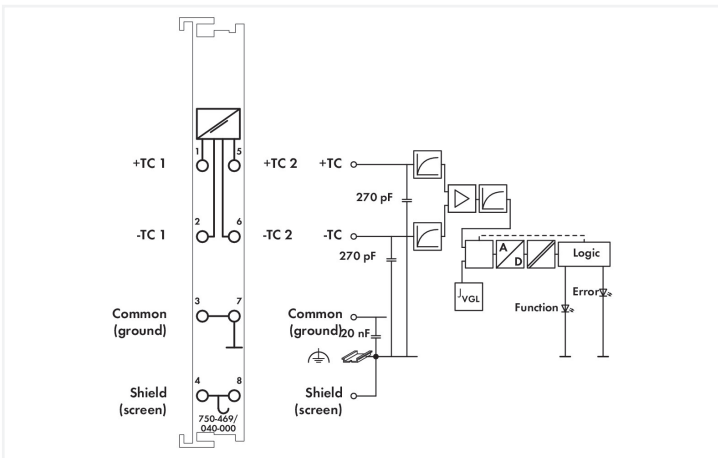 1
5
+TC 1
+TC 2
+TC
270 pF
2
6
-TC 1
-TC 2
-TC
270 pF
A
D
Logic
JVGL
Function
Error
3
7
Common
(ground)
Common
(ground)
20 nF
4
8
Shield
(screen)
Shield
(screen)
750-469/
040-000